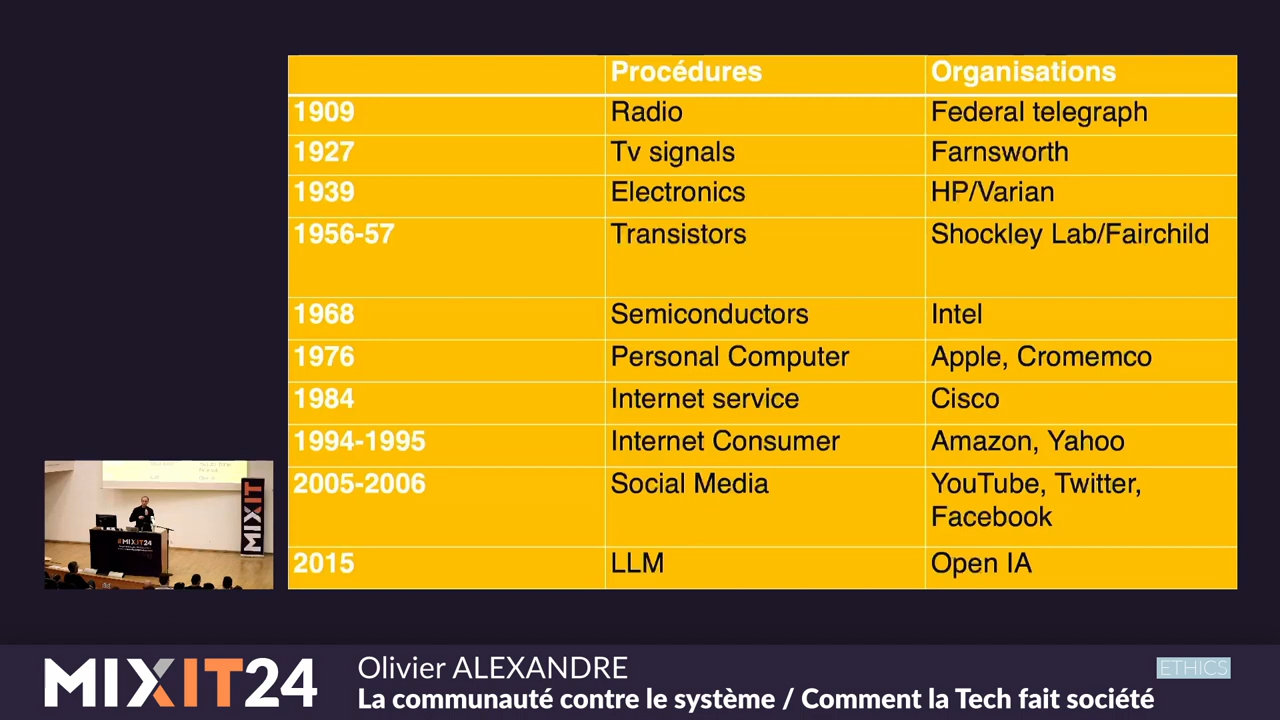 Procédures Organisations
1909 Radio Federal telegraph
1927 Tv signals Farnsworth
1939 Electronics HP/Varian
1956-57 Transistors Shockley Lab/Fairchild
1968 Semiconductors Intel
1976 Personal Computer Apple, Cromemco
1984 Internet service Cisco
1994-1995 Internet Consumer Amazon, Yahoo
2005-2006 Social Media YouTube, Twitter,
Facebook
2015 LLM Open IA
MIXIT
#MIXIT24
MIXIT24
Olivier ALEXANDRE
ETHICS
La communauté contre le système / Comment la Tech fait société